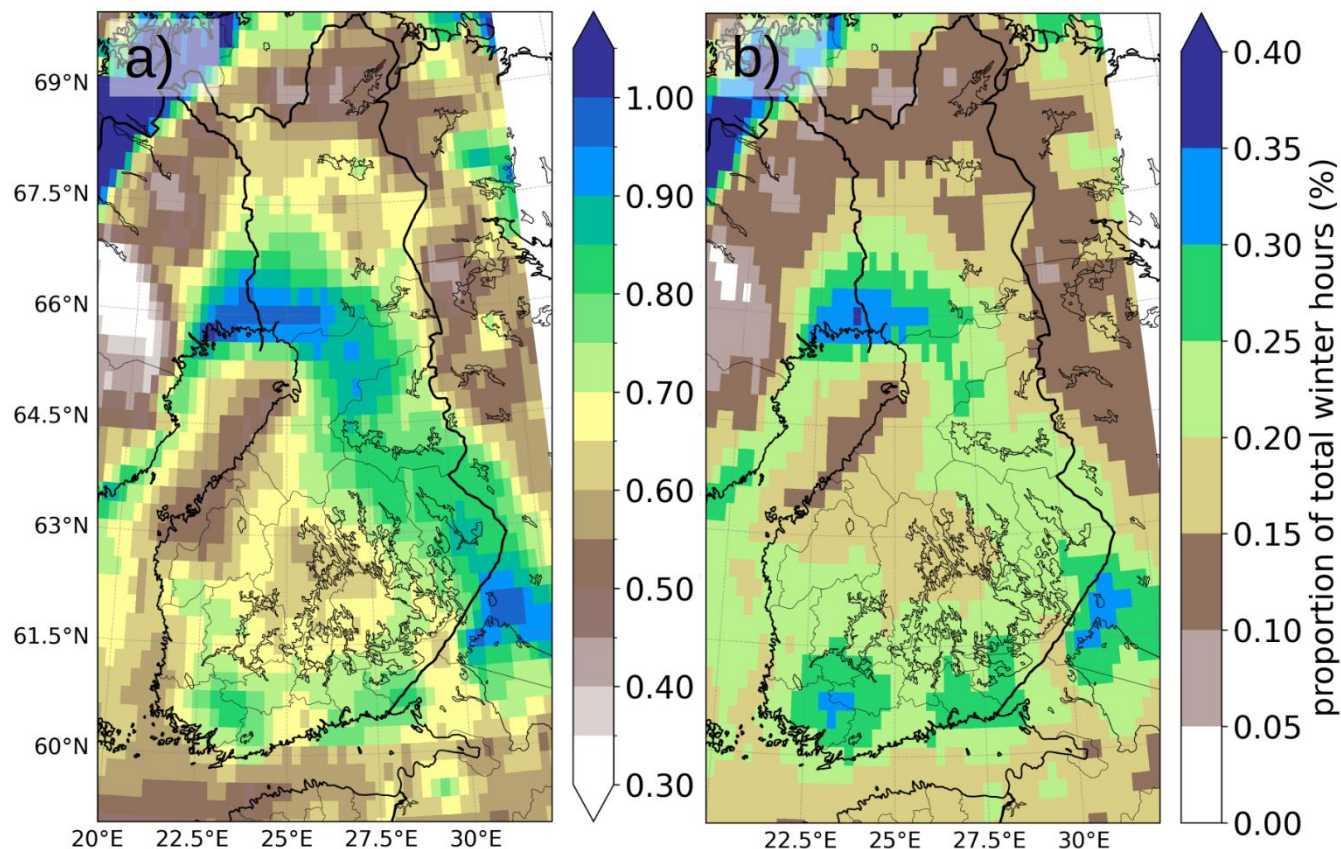 a)
b)
69°N
67.5°N
66°N
64.5°N
63°N
61.5°N
60°N
20°E 22.5°E 25°E 27.5°E 30°E
1.00
0.90
0.80
0.70
0.60
0.50
0.40
0.30
22.5°E 25°E 27.5°E 30°E
0.40
0.35
0.30
0.25
0.20
0.15
0.10
0.05
0.00
proportion of total winter hours (%)